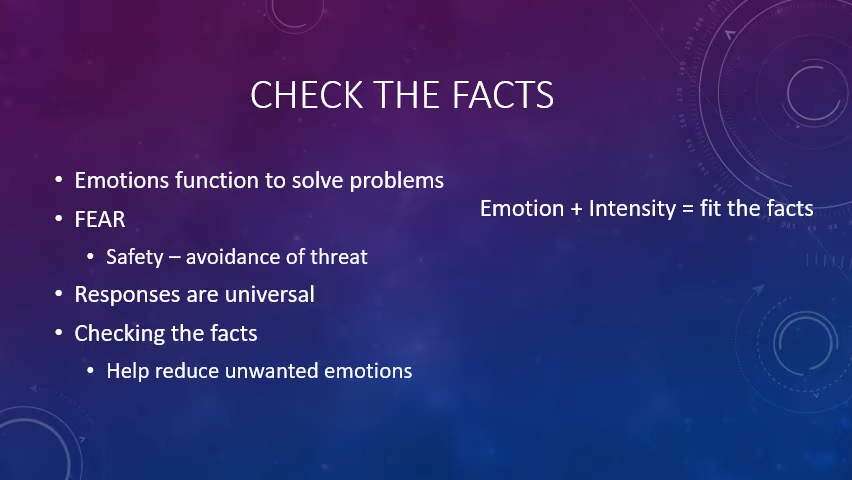 CHECK THE FACTS
• Emotions function to solve problems
• FEAR
• Safety – avoidance of threat
• Responses are universal
• Checking the facts
• Help reduce unwanted emotions
Emotion + Intensity = fit the facts